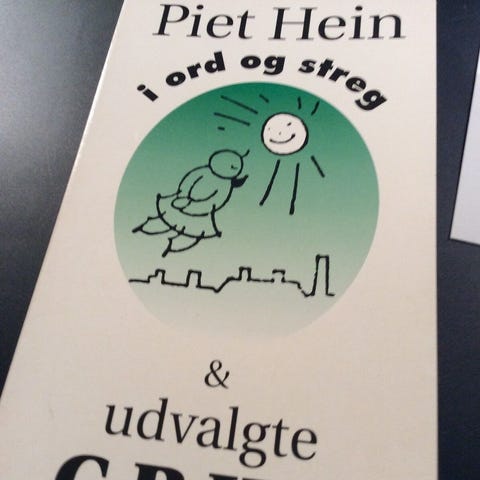 Piet Hein
i ord og streg
&
udvalgte